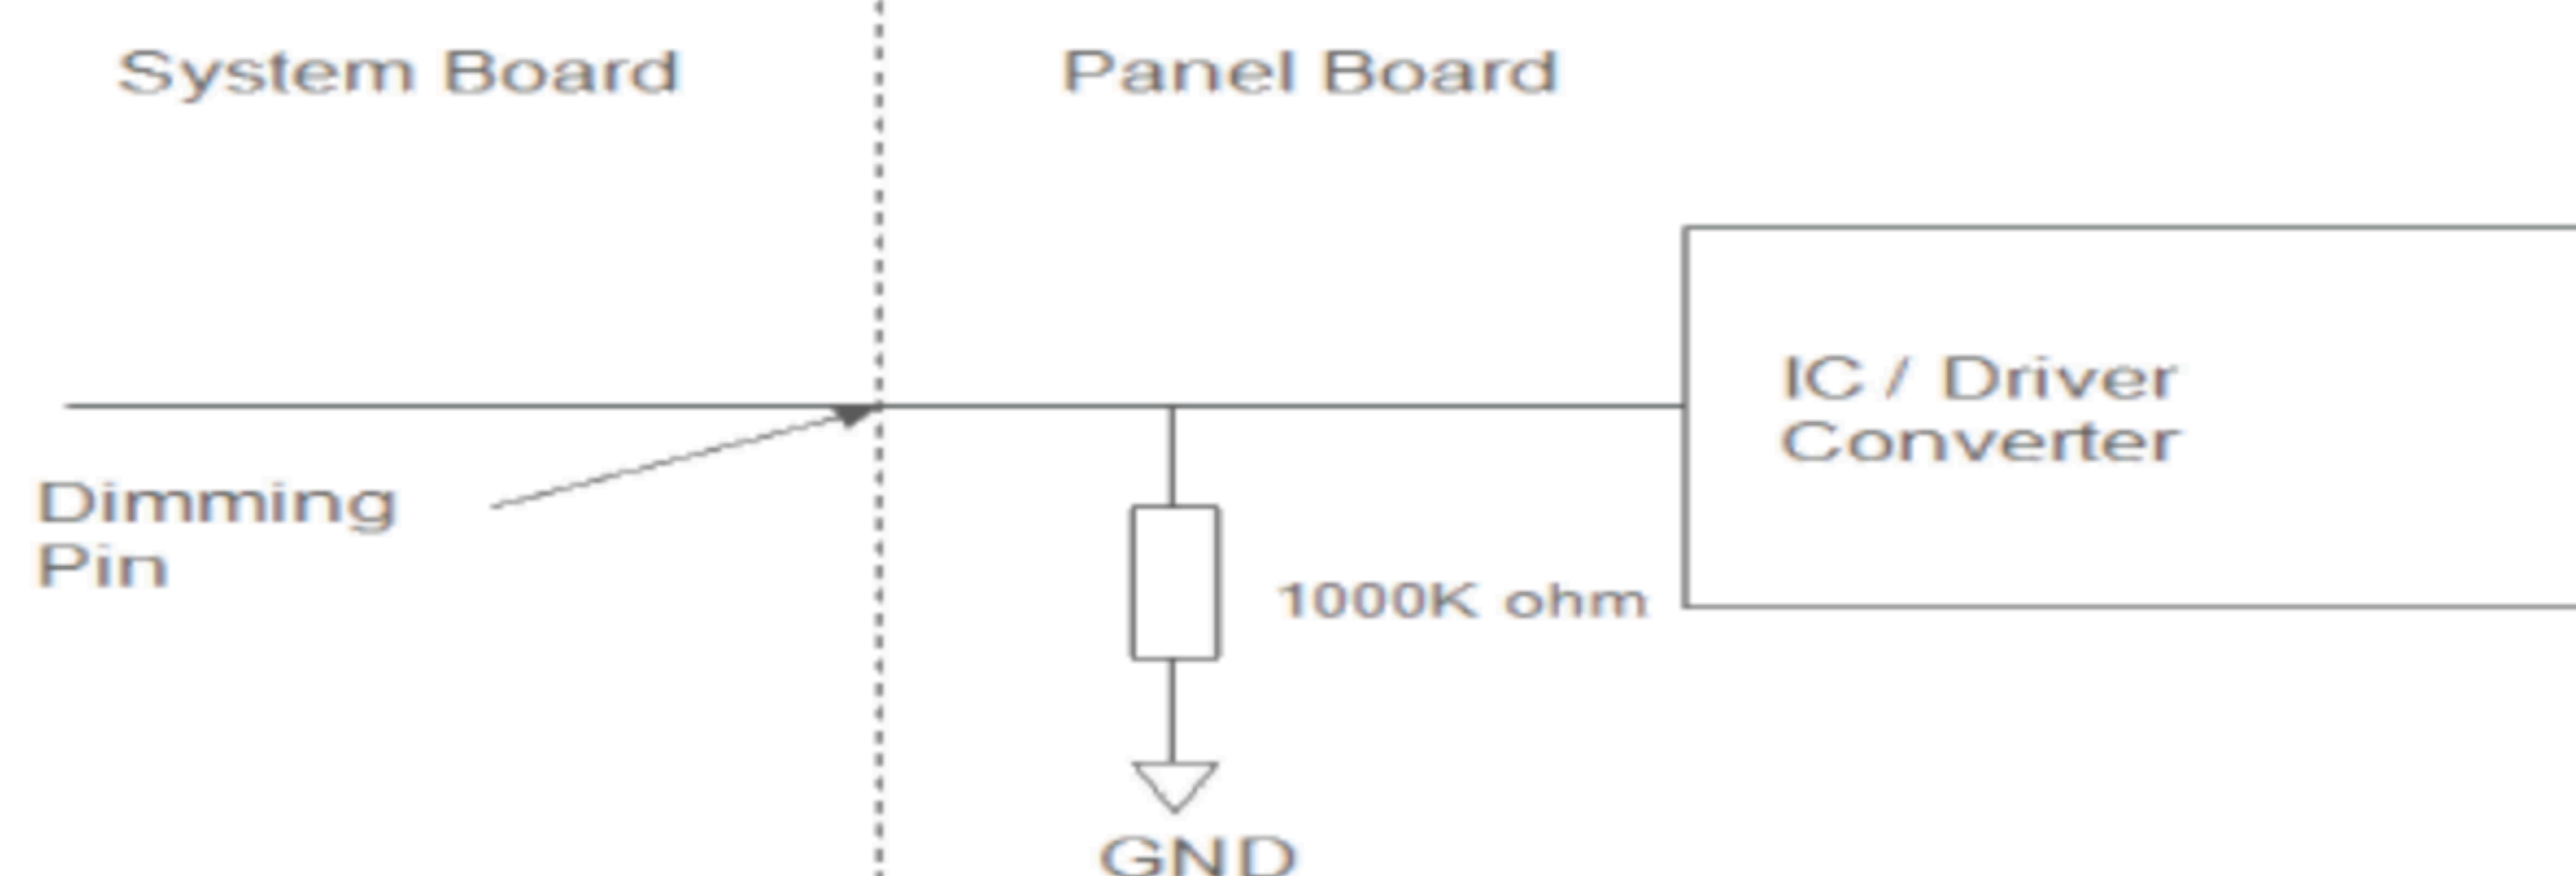 System Board
Panel Board
IC / Driver
Converter
Dimming
Pin
1000K ohm
GND